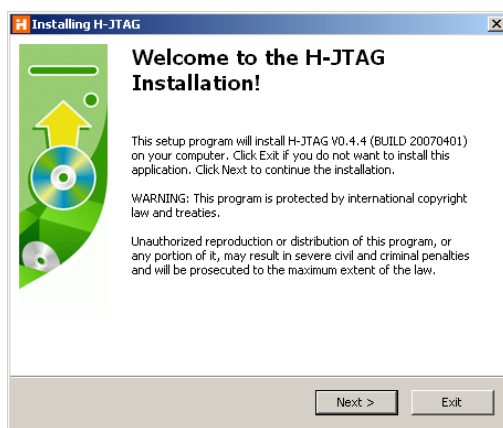 Installing H-JTAG
Welcome to the H-JTAG
Installation!
This setup program will install H-JTAG V0.4.4 (BUILD 20070401)
on your computer. Click Exit if you do not want to install this
application. Click Next to continue the installation.
WARNING: This program is protected by international copyright
law and treaties.
Unauthorized reproduction or distribution of this program, or
any portion of it, may result in severe civil and criminal penalties
and will be prosecuted to the maximum extent of the law.
Next > Exit